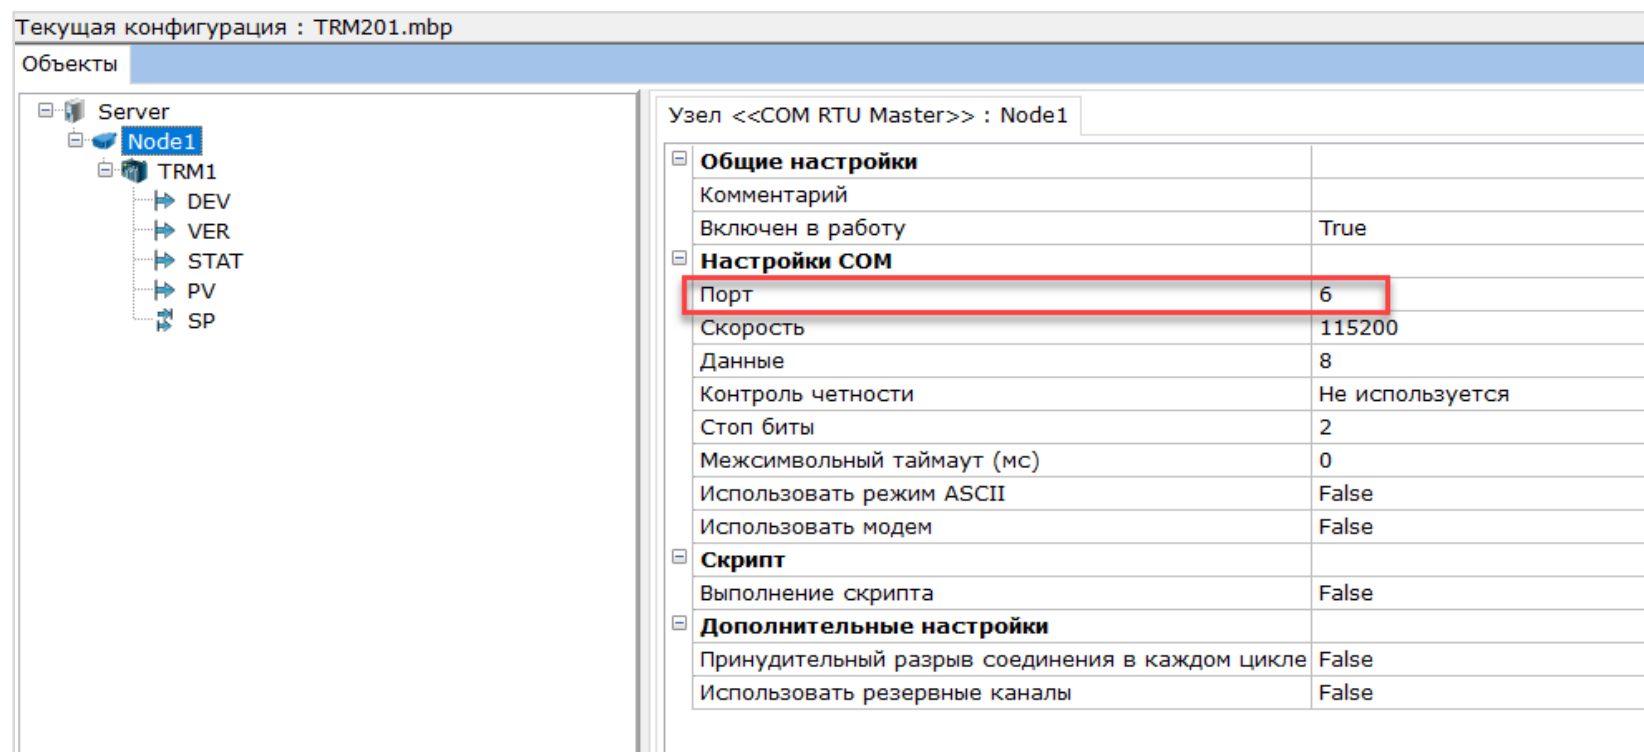 Текущая конфигурация : TRM201.mbp
Объекты
Server
Node1
TRM1
DEV
VER
STAT
PV
SP
Узел <<COM RTU Master>> : Node1
Общие настройки
Комментарий
Включен в работу True
Настройки COM
Порт 6
Скорость 115200
Данные 8
Контроль четности Не используется
Стоп биты 2
Межсимвольный таймаут (мс) 0
Использовать режим ASCII False
Использовать модем False
Скрипт
Выполнение скрипта False
Дополнительные настройки
Принудительный разрыв соединения в каждом цикле False
Использовать резервные каналы False